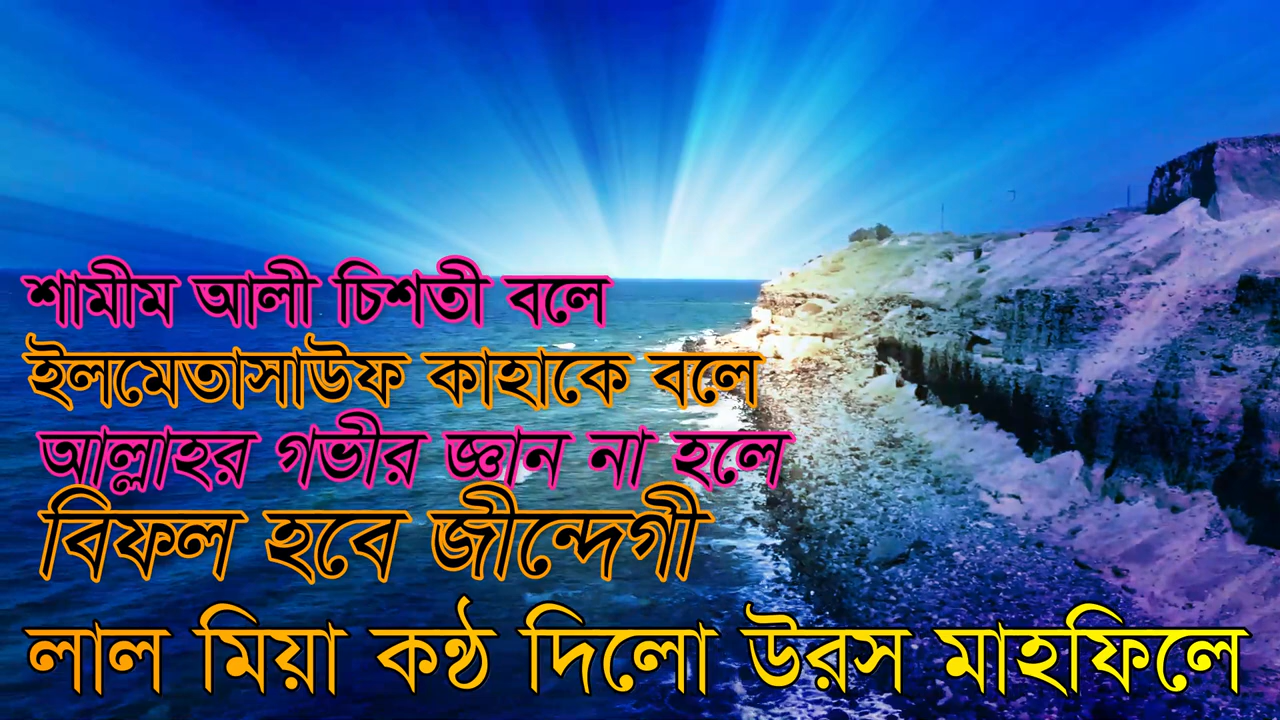 শামীম আলী চিশতী বলে
ইলমেতাসাউফ কাহাকে বলে
আল্লাহর গভীর জ্ঞান না হলে
বিফল হবে জীন্দেগী
লাল মিয়া কন্ঠ দিলো উরস মাহফিলে